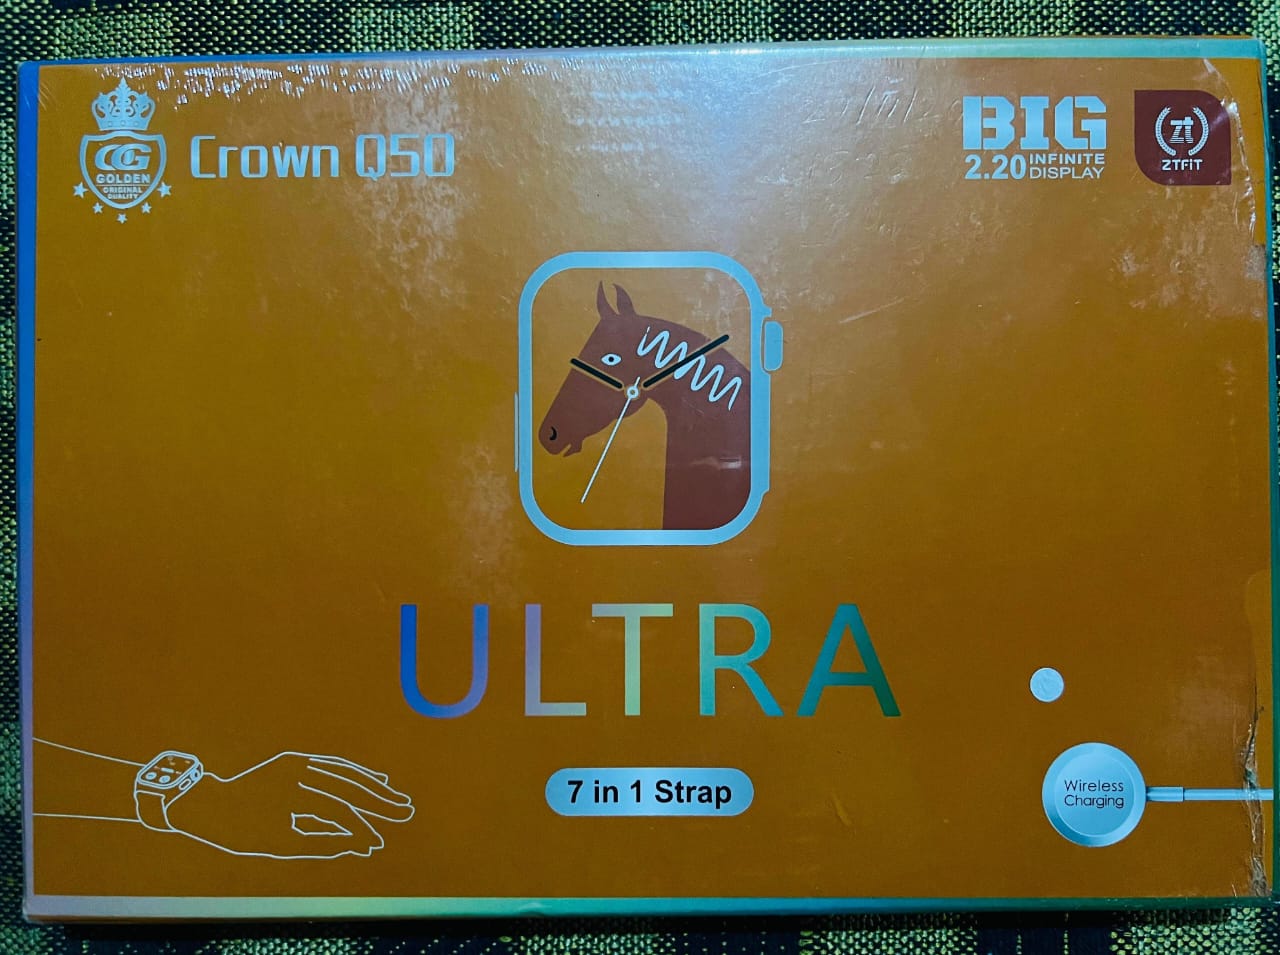 CG
GOLDEN
ORIGINAL
QUALITY
Crown Q50
BIG
2.20 INFINITE
DISPLAY
zt
ZTFiT
ULTRA
7 in 1 Strap
Wireless
Charging